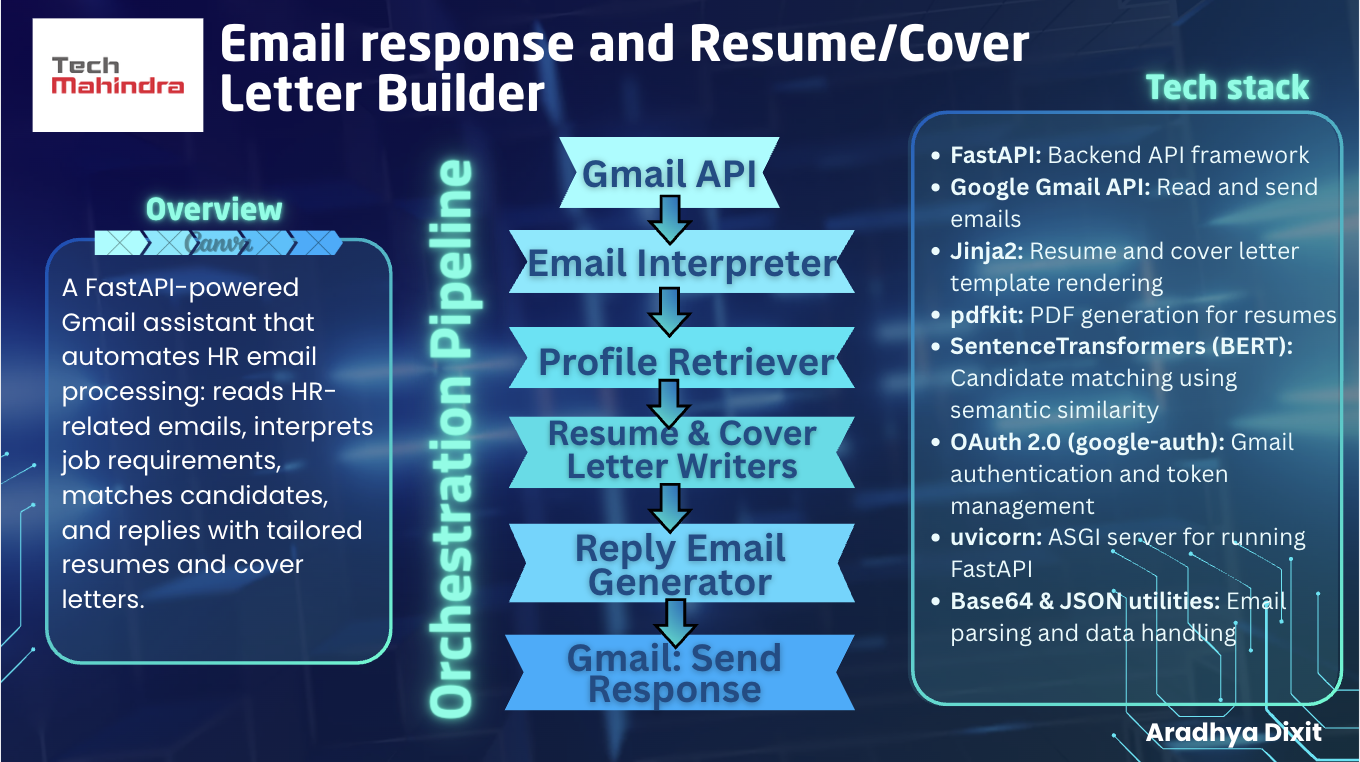 Tech
Mahindra
Email response and Resume/Cover
Letter Builder
Overview
Canva
A FastAPI-powered
Gmail assistant that
automates HR email
processing: reads HR-
related emails, interprets
job requirements,
matches candidates,
and replies with tailored
resumes and cover
letters.
Orchestration Pipeline
Gmail API
Email Interpreter
Profile Retriever
Resume & Cover
Letter Writers
Reply Email
Generator
Gmail: Send
Response
Tech stack
• FastAPI: Backend API framework
• Google Gmail API: Read and send
emails
• Jinja2: Resume and cover letter
template rendering
• pdfkit: PDF generation for resumes
• SentenceTransformers (BERT):
Candidate matching using
semantic similarity
• OAuth 2.0 (google-auth): Gmail
authentication and token
management
• uvicorn: ASGI server for running
FastAPI
• Base64 & JSON utilities: Email
parsing and data handling
Aradhya Dixit